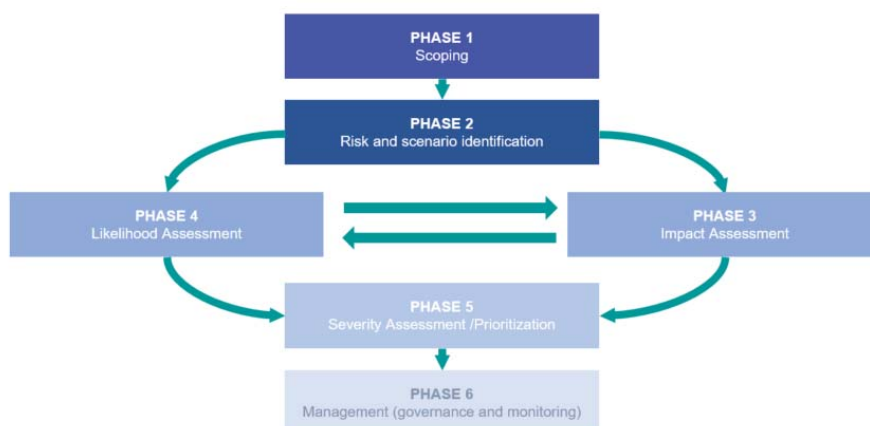 PHASE 1
Scoping
PHASE 2
Risk and scenario identification
PHASE 4
Likelihood Assessment
PHASE 3
Impact Assessment
PHASE 5
Severity Assessment /Prioritization
PHASE 6
Management (governance and monitoring)